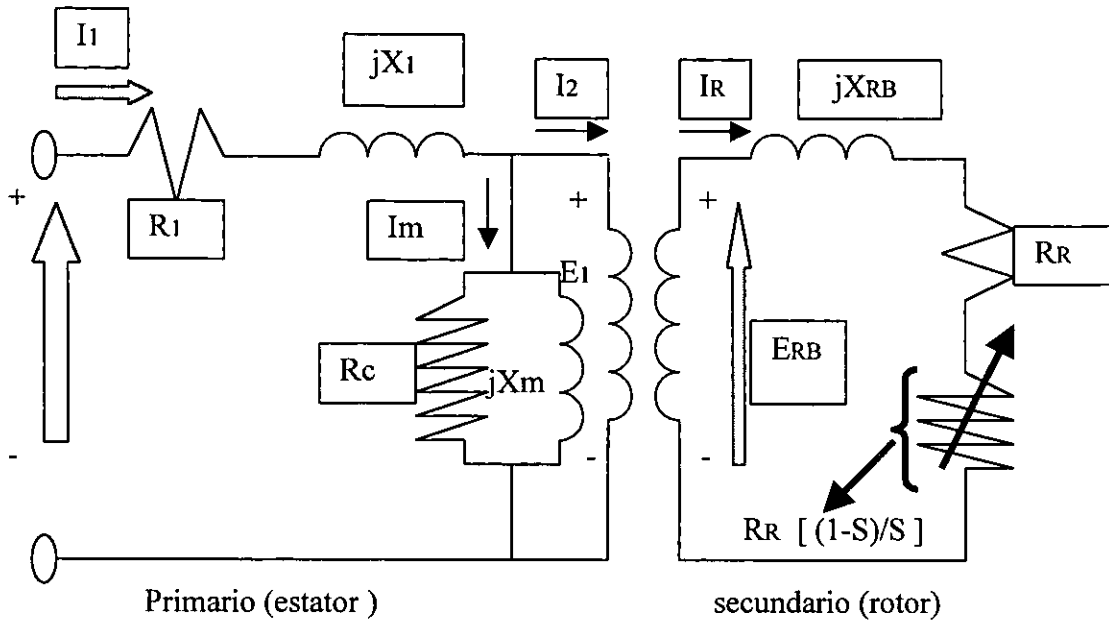 I1
jX1
I2
IR
jXRB
+
R1
Im
+
+
E1
RR
Rc
jXm
ERB
-
-
-
RR [ (1-S)/S ]
Primario (estator )
secundario (rotor)